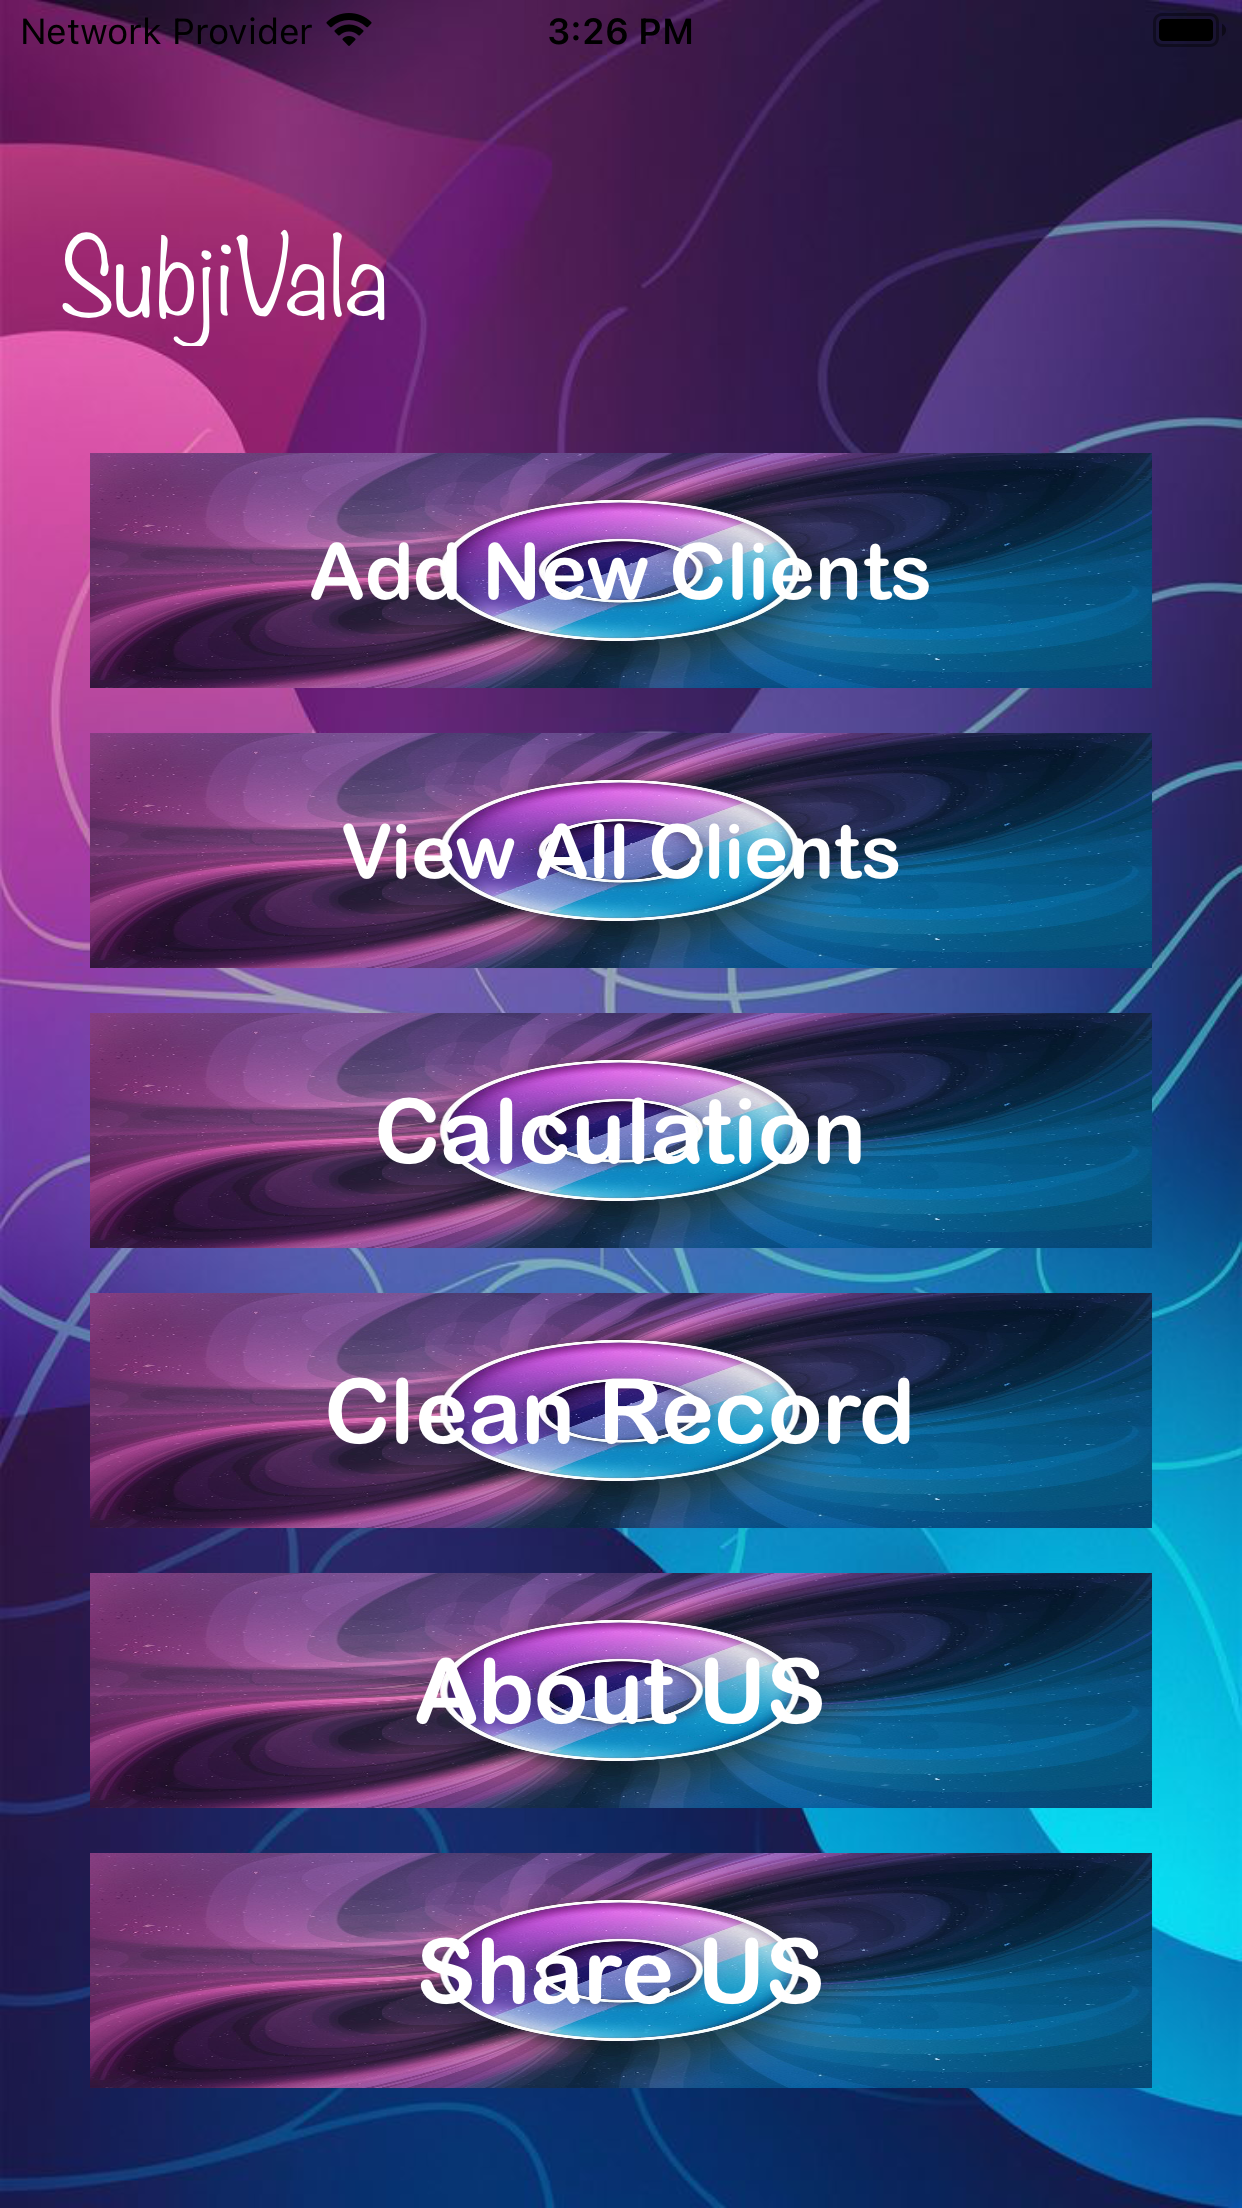 Network Provider 3:26 PM
SubjiVala
Add New Clients
View All Clients
Calculation
Clean Record
About US
Share US